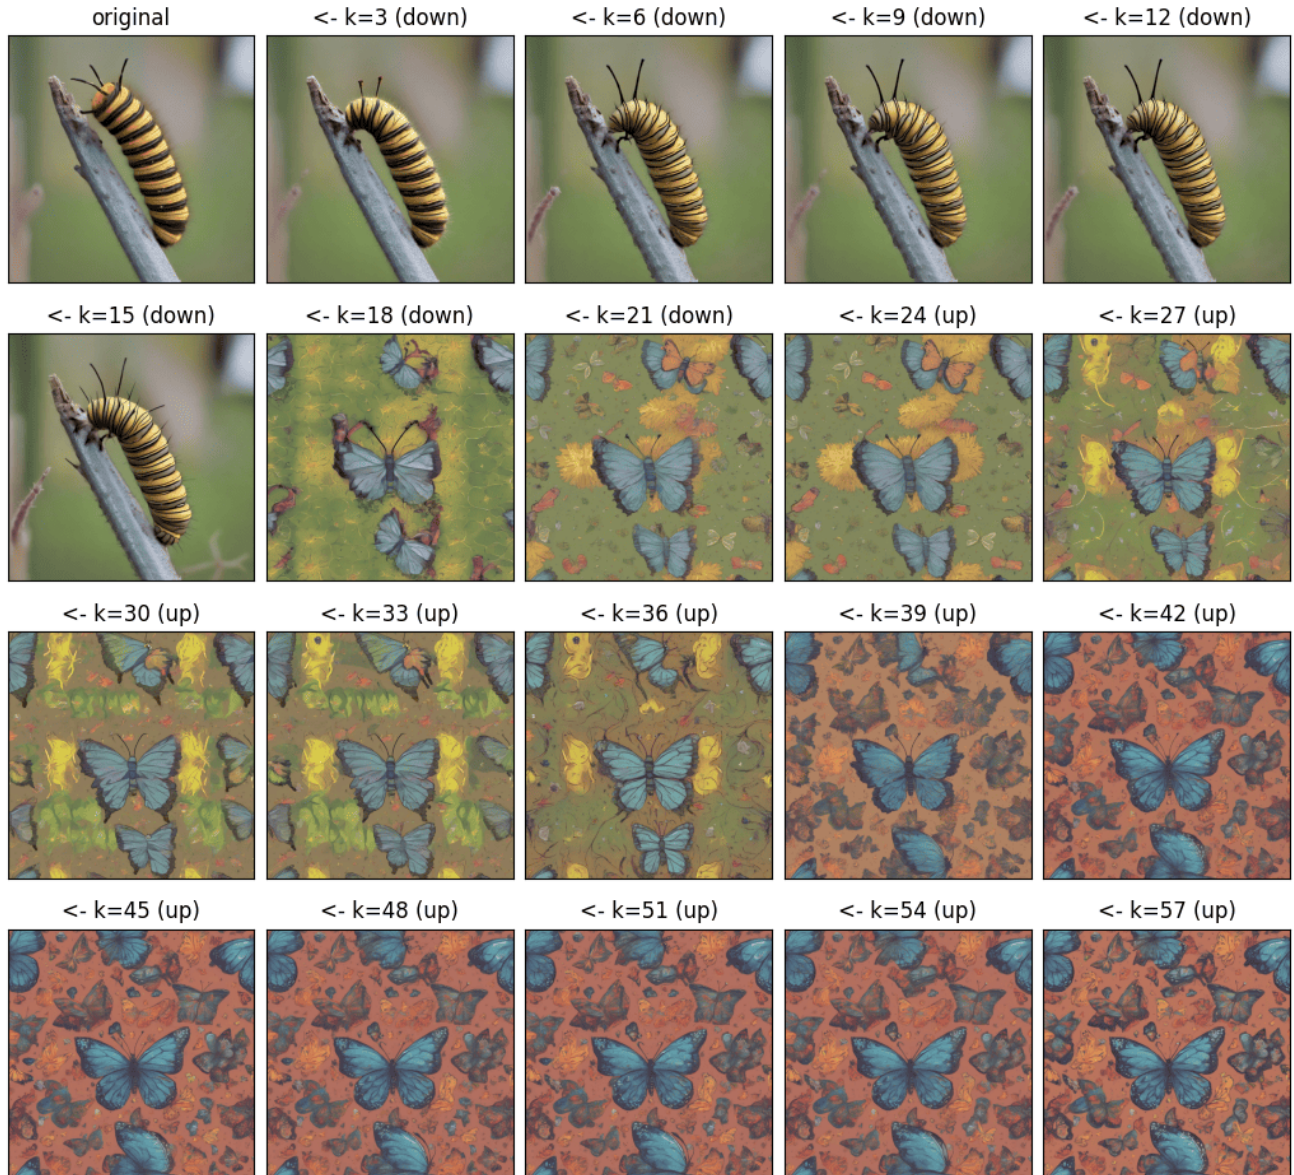 original <- k=3 (down) <- k=6 (down) <- k=9 (down) <- k=12 (down)
<- k=15 (down) <- k=18 (down) <- k=21 (down) <- k=24 (up) <- k=27 (up)
<- k=30 (up) <- k=33 (up) <- k=36 (up) <- k=39 (up) <- k=42 (up)
<- k=45 (up) <- k=48 (up) <- k=51 (up) <- k=54 (up) <- k=57 (up)